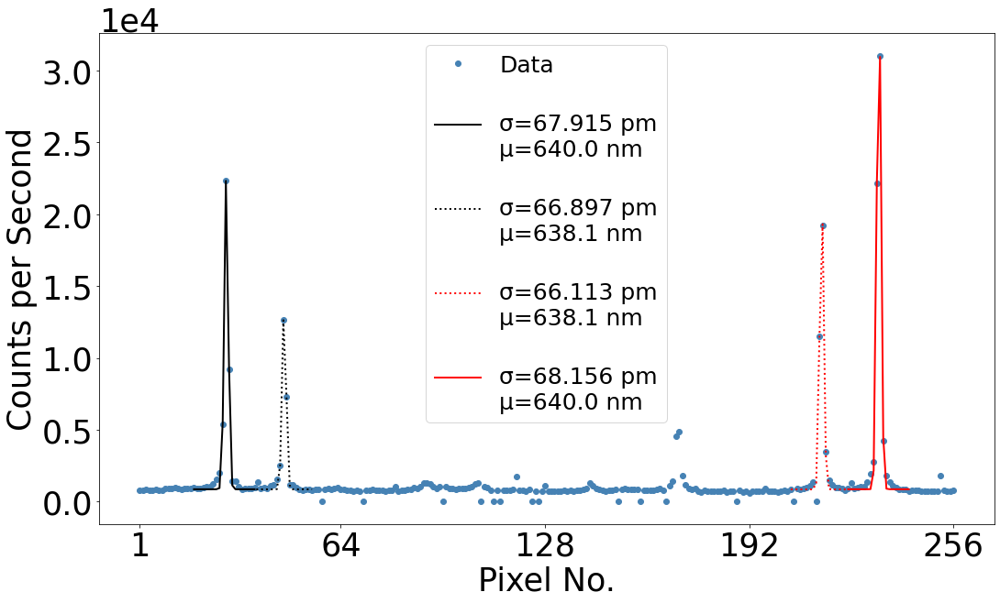 1e4
3.0
2.5
2.0
1.5
1.0
0.5
0.0
Counts per Second
Data
σ=67.915 pm
μ=640.0 nm
σ=66.897 pm
μ=638.1 nm
σ=66.113 pm
μ=638.1 nm
σ=68.156 pm
μ=640.0 nm
1 64 128 192 256
Pixel No.